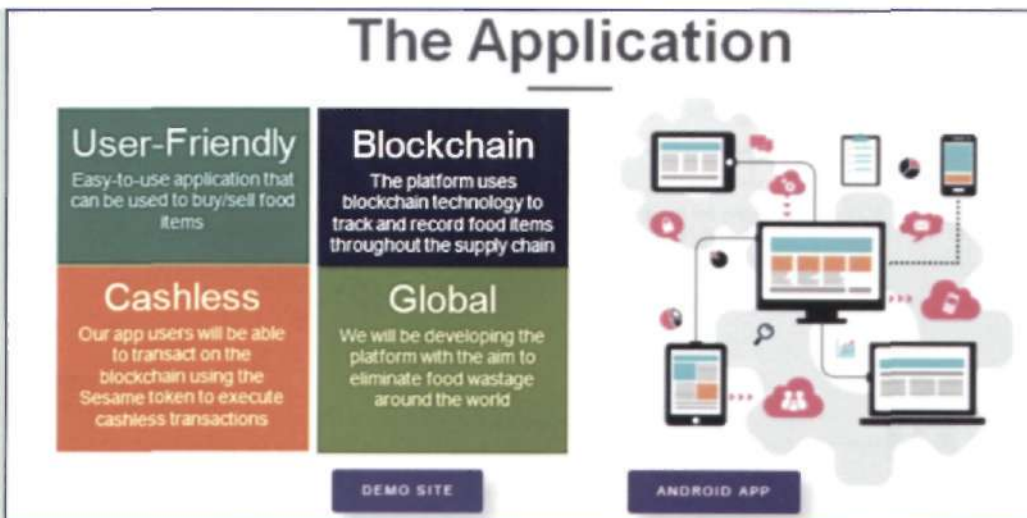 The Application
User-Friendly
Easy-to-use application that
can be used to buy/sell food
items
Blockchain
The platform uses
blockchain technology to
track and record food items
throughout the supply chain
Cashless
Our app users will be able
to transact on the
blockchain using the
Sesame token to execute
cashless transactions
Global
We will be developing the
platform with the aim to
eliminate food wastage
around the world
DEMO SITE
ANDROID APP